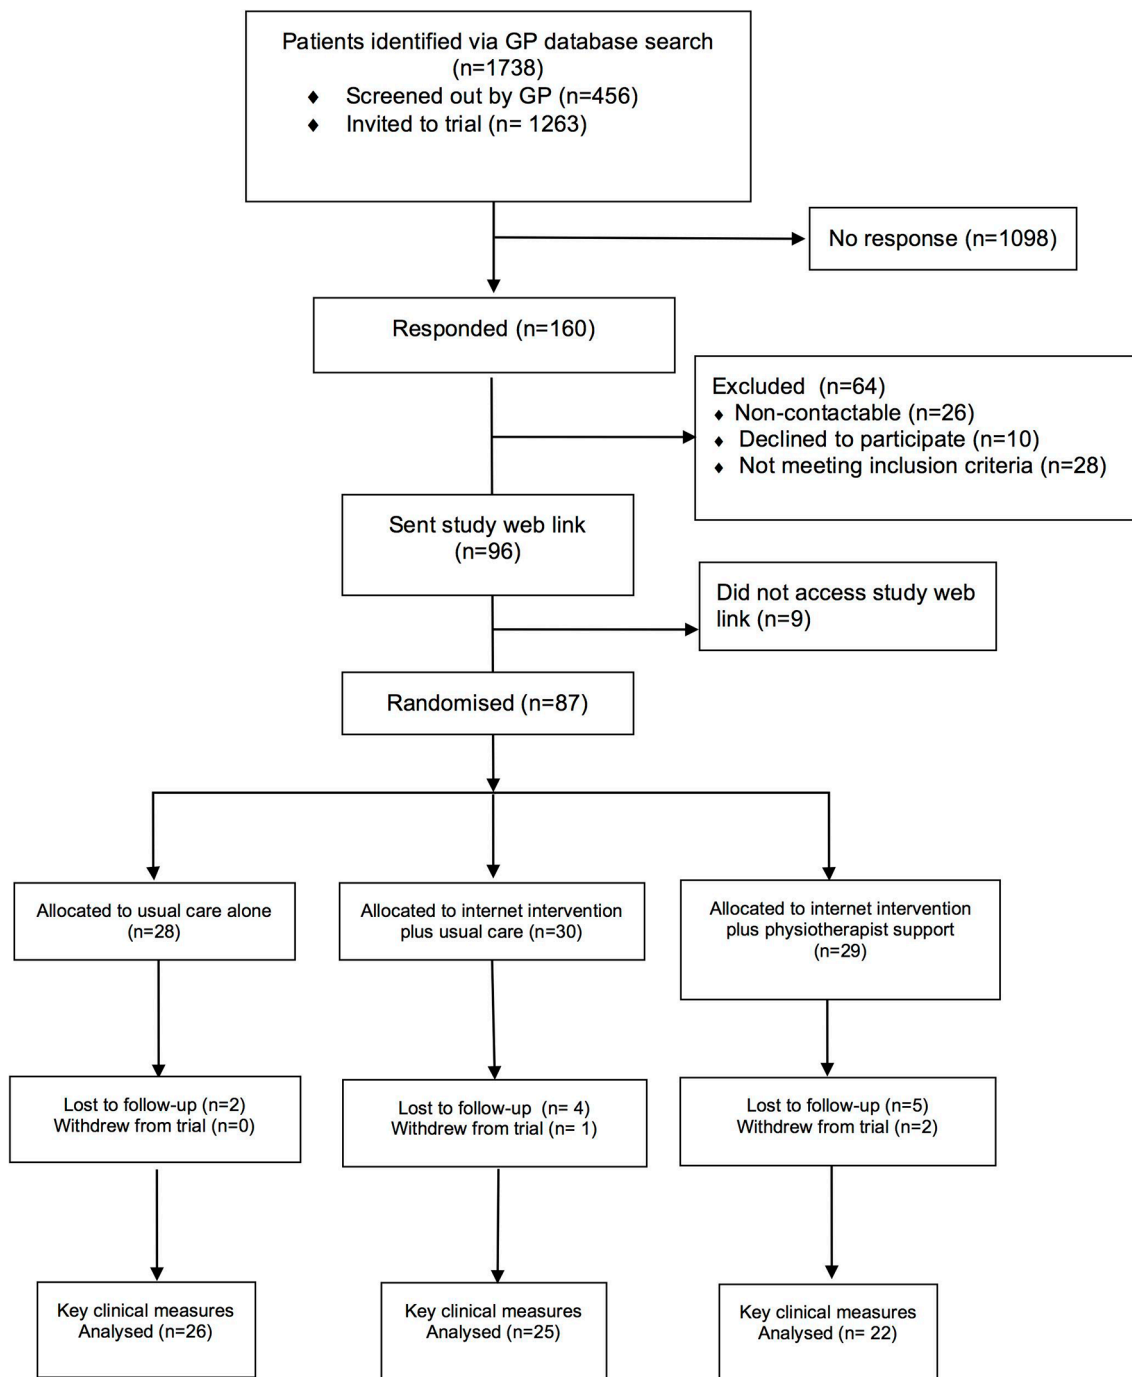 Patients identified via GP database search
(n=1738)
♦ Screened out by GP (n=456)
♦ Invited to trial (n= 1263)
No response (n=1098)
Responded (n=160)
Excluded (n=64)
♦ Non-contactable (n=26)
♦ Declined to participate (n=10)
♦ Not meeting inclusion criteria (n=28)
Sent study web link
(n=96)
Did not access study web
link (n=9)
Randomised (n=87)
Allocated to usual care alone
(n=28)
Allocated to internet intervention
plus usual care (n=30)
Allocated to internet intervention
plus physiotherapist support
(n=29)
Lost to follow-up (n=2)
Withdrew from trial (n=0)
Lost to follow-up (n= 4)
Withdrew from trial (n= 1)
Lost to follow-up (n=5)
Withdrew from trial (n=2)
Key clinical measures
Analysed (n=26)
Key clinical measures
Analysed (n=25)
Key clinical measures
Analysed (n= 22)